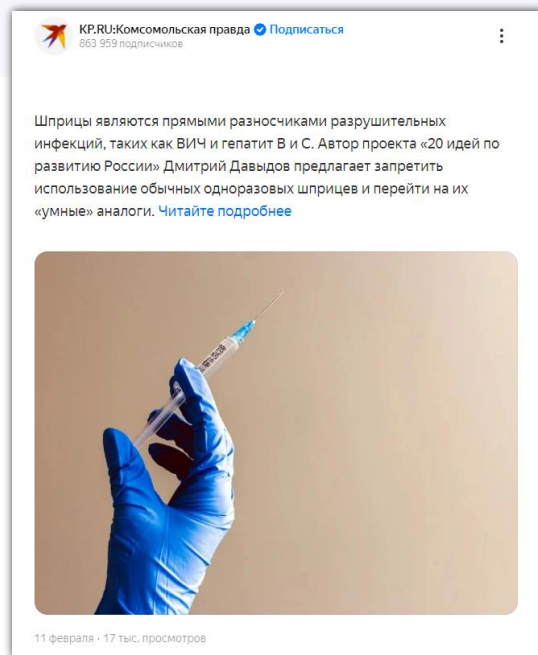 KP.RU:Комсомольская правда Подписаться
863 959 подписчиков
Шприцы являются прямыми разносчиками разрушительных
инфекций, таких как ВИЧ и гепатит В и С. Автор проекта «20 идей по
развитию России» Дмитрий Давыдов предлагает запретить
использование обычных одноразовых шприцев и перейти на их
«умные» аналоги. Читайте подробнее
11 февраля · 17 тыс. просмотров